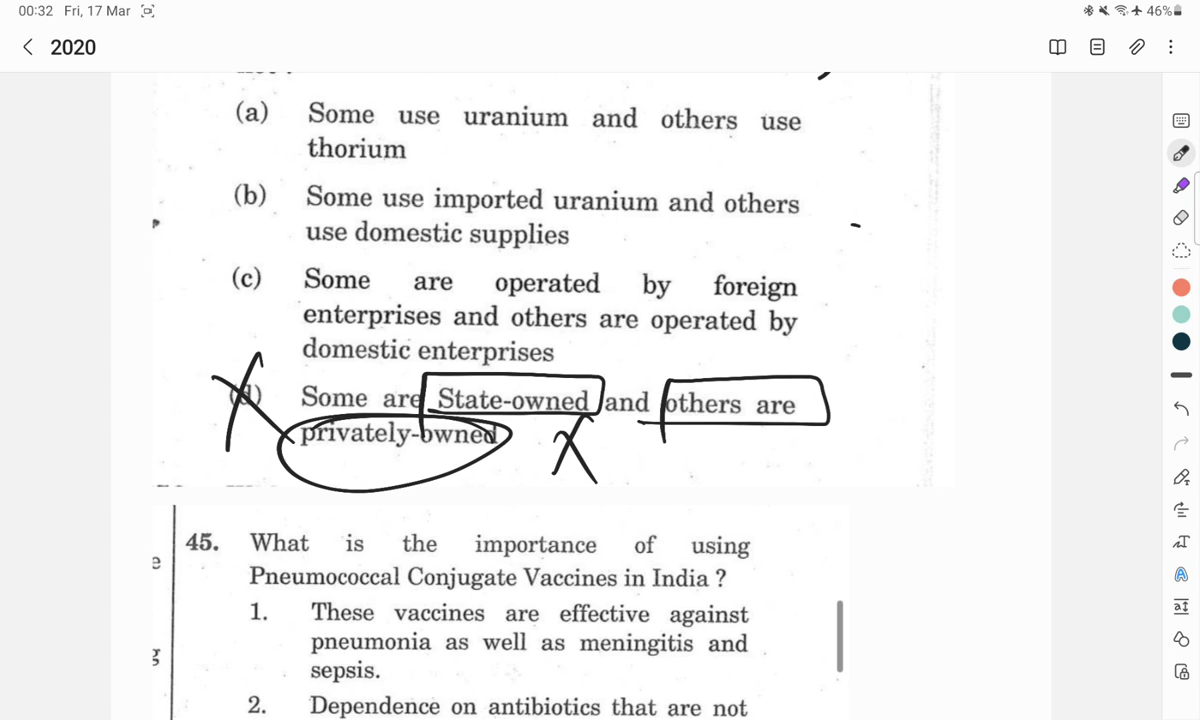 00:32 Fri, 17 Mar 46%
2020
(a) Some use uranium and others use
thorium
(b) Some use imported uranium and others
use domestic supplies
(c) Some are operated by foreign
enterprises and others are operated by
domestic enterprises
(d) Some are State-owned and others are
privately-owned
45. What is the importance of using
Pneumococcal Conjugate Vaccines in India ?
1. These vaccines are effective against
pneumonia as well as meningitis and
sepsis.
2. Dependence on antibiotics that are not